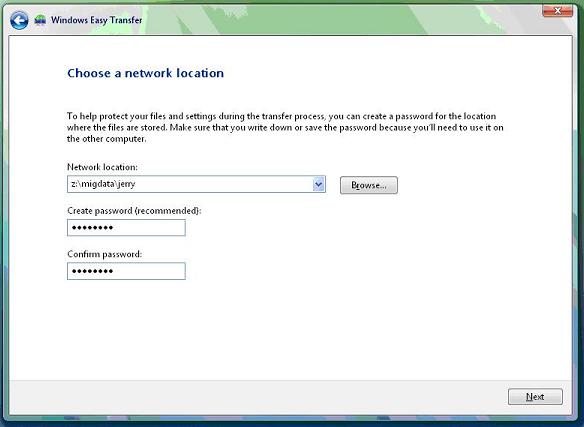 Windows Easy Transfer
Choose a network location
To help protect your files and settings during the transfer process, you can create a password for the location
where the files are stored. Make sure that you write down or save the password because you'll need to use it on
the other computer.
Network location:
z:\migdata\jerry
Browse...
Create password (recommended):
●●●●●●●●
Confirm password:
●●●●●●●●
Next